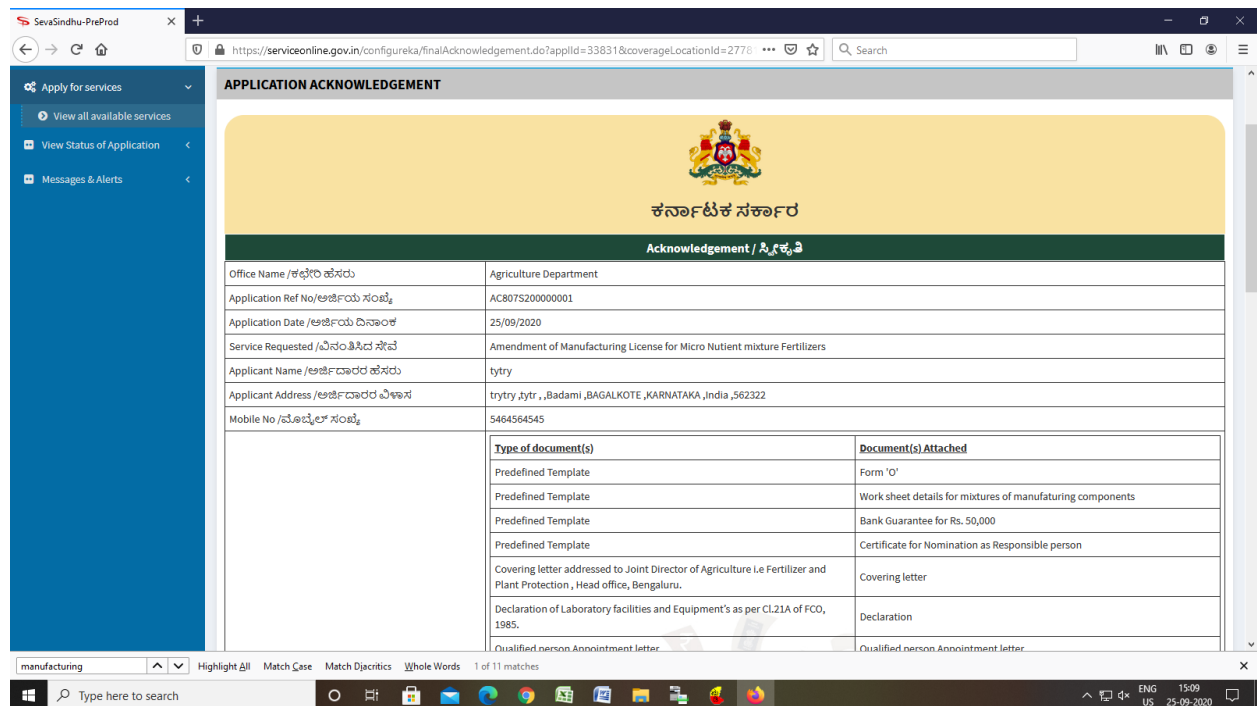 SevaSindhu-PreProd
https://serviceonline.gov.in/configureka/finalAcknowledgement.do?applId=33831&coverageLocationId=2778
Search
Apply for services
View all available services
View Status of Application
Messages & Alerts
APPLICATION ACKNOWLEDGEMENT
ಕರ್ನಾಟಕ ಸರ್ಕಾರ
Acknowledgement / ಸ್ವೀಕೃತಿ
Office Name /ಕಛೇರಿ ಹೆಸರು Agriculture Department
Application Ref No/ಅರ್ಜಿಯ ಸಂಖ್ಯೆ AC807S200000001
Application Date /ಅರ್ಜಿಯ ದಿನಾಂಕ 25/09/2020
Service Requested /ವಿನಂತಿಸಿದ ಸೇವೆ Amendment of Manufacturing License for Micro Nutient mixture Fertilizers
Applicant Name /ಅರ್ಜಿದಾರರ ಹೆಸರು tytry
Applicant Address /ಅರ್ಜಿದಾರರ ವಿಳಾಸ trytry ,tytr , ,Badami ,BAGALKOTE ,KARNATAKA ,India ,562322
Mobile No /ಮೊಬೈಲ್ ಸಂಖ್ಯೆ 5464564545
Type of document(s) Document(s) Attached
Predefined Template Form 'O'
Predefined Template Work sheet details for mixtures of manufaturing components
Predefined Template Bank Guarantee for Rs. 50,000
Predefined Template Certificate for Nomination as Responsible person
Covering letter addressed to Joint Director of Agriculture i.e Fertilizer and
Plant Protection , Head office, Bengaluru.
Covering letter
Declaration of Laboratory facilities and Equipment's as per Cl.21A of FCO,
1985.
Declaration
Qualified person Appointment letter Qualified person Appointment letter
manufacturing Highlight All Match Case Match Diacritics Whole Words 1 of 11 matches
Type here to search
ENG 15:09
US 25-09-2020